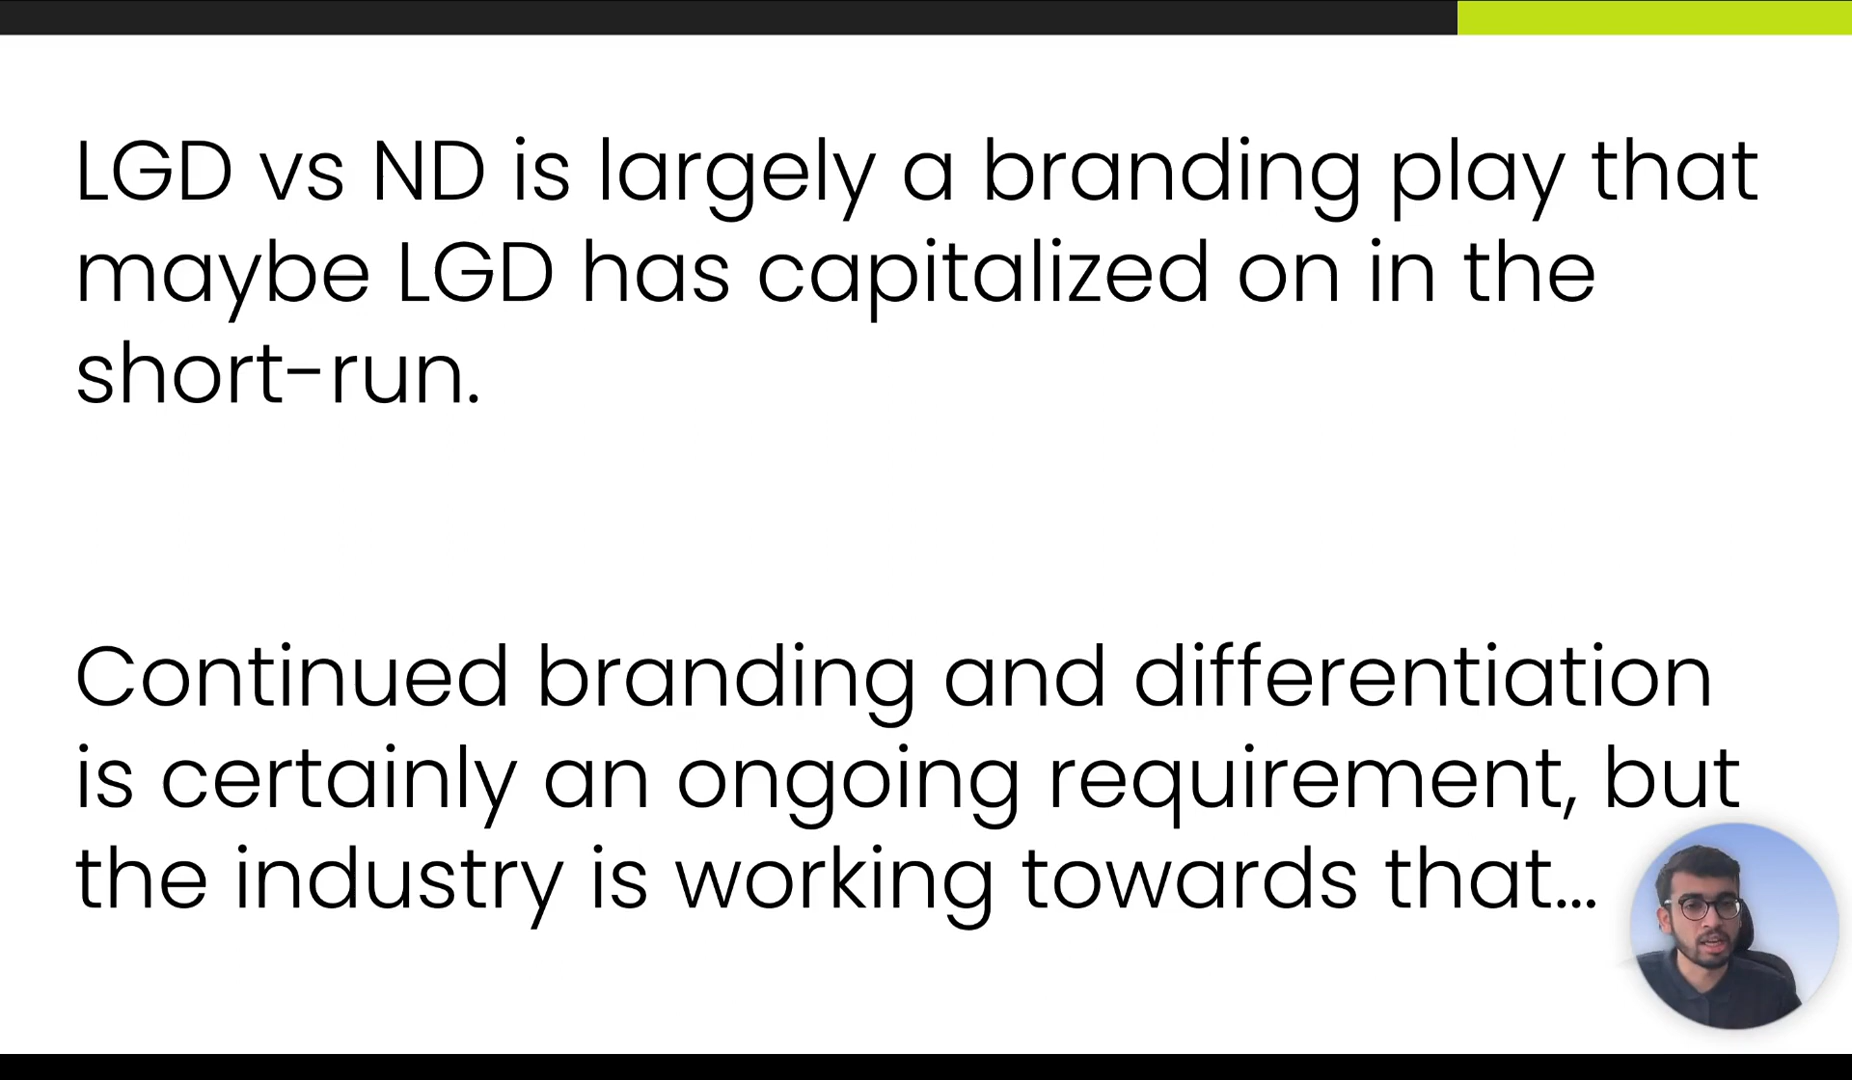 LGD vs ND is largely a branding play that
maybe LGD has capitalized on in the
short-run.
Continued branding and differentiation
is certainly an ongoing requirement, but
the industry is working towards that...